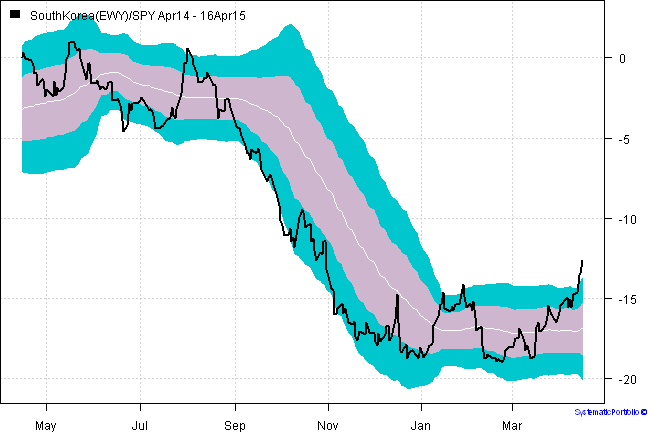 SouthKorea(EWY)/SPY Apr14 - 16Apr15
0
-5
-10
-15
-20
May Jul Sep Nov Jan Mar
SystematicPortfolio ©